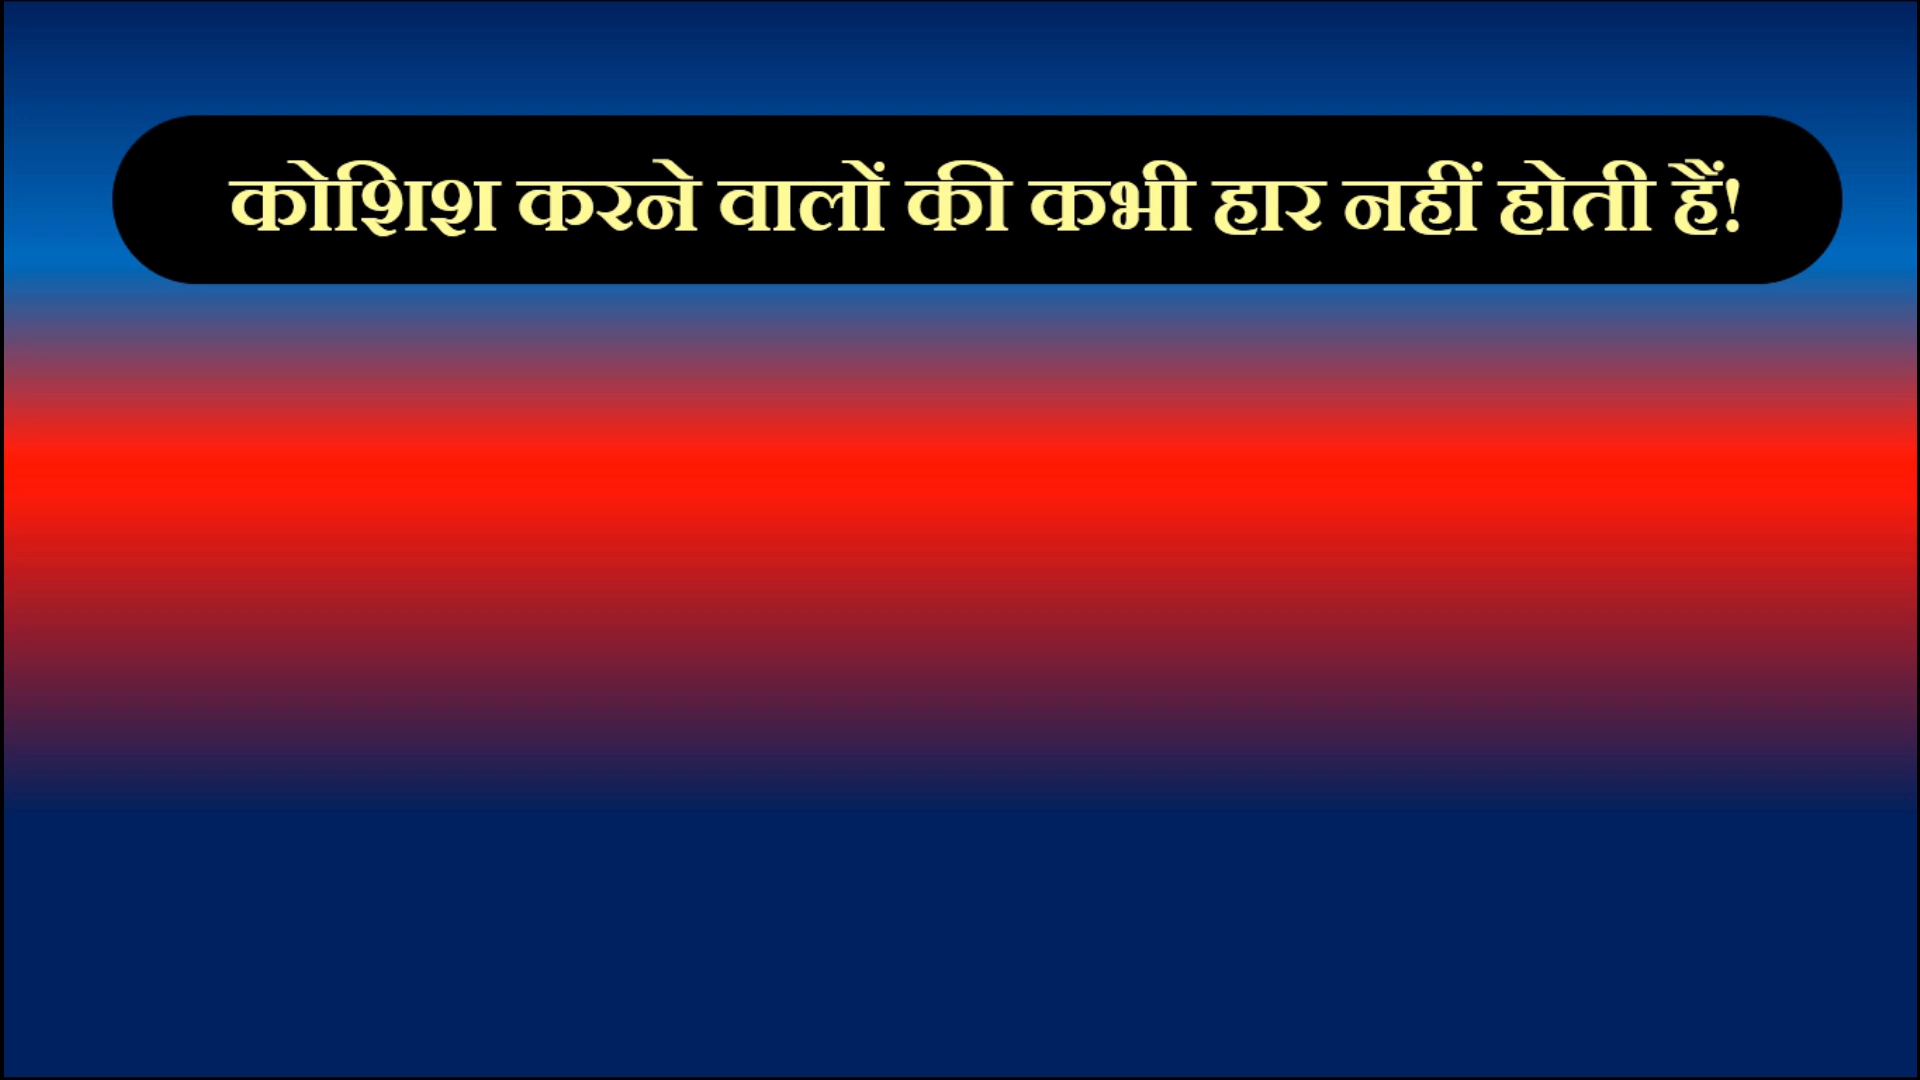 कोशिश करने वालों की कभी हार नहीं होती हैं!